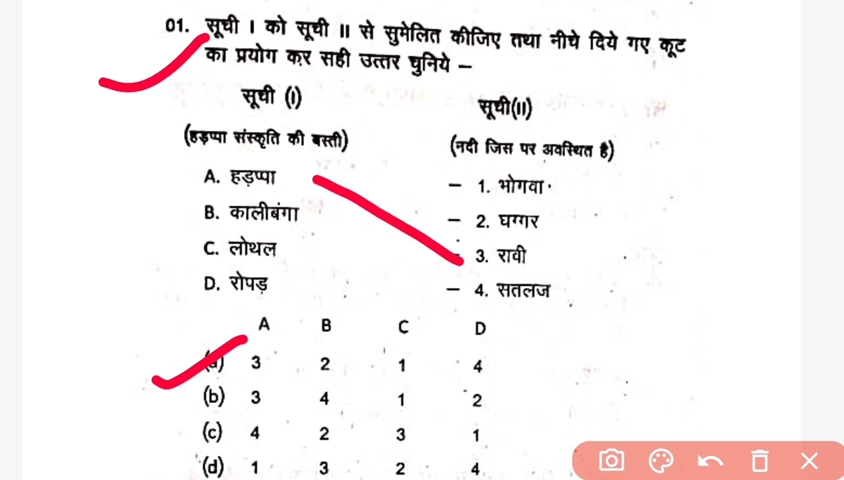 01. सूची I को सूची II से सुमेलित कीजिए तथा नीचे दिये गए कूट
का प्रयोग कर सही उत्तर चुनिये –
सूची (I) सूची(II)
(हड़प्पा संस्कृति की बस्ती) (नदी जिस पर अवस्थित है)
A. हड़प्पा – 1. भोगवा
B. कालीबंगा – 2. घग्गर
C. लोथल 3. रावी
D. रोपड़ – 4. सतलज
A B C D
(a) 3 2 1 4
(b) 3 4 1 2
(c) 4 2 3 1
(d) 1 3 2 4